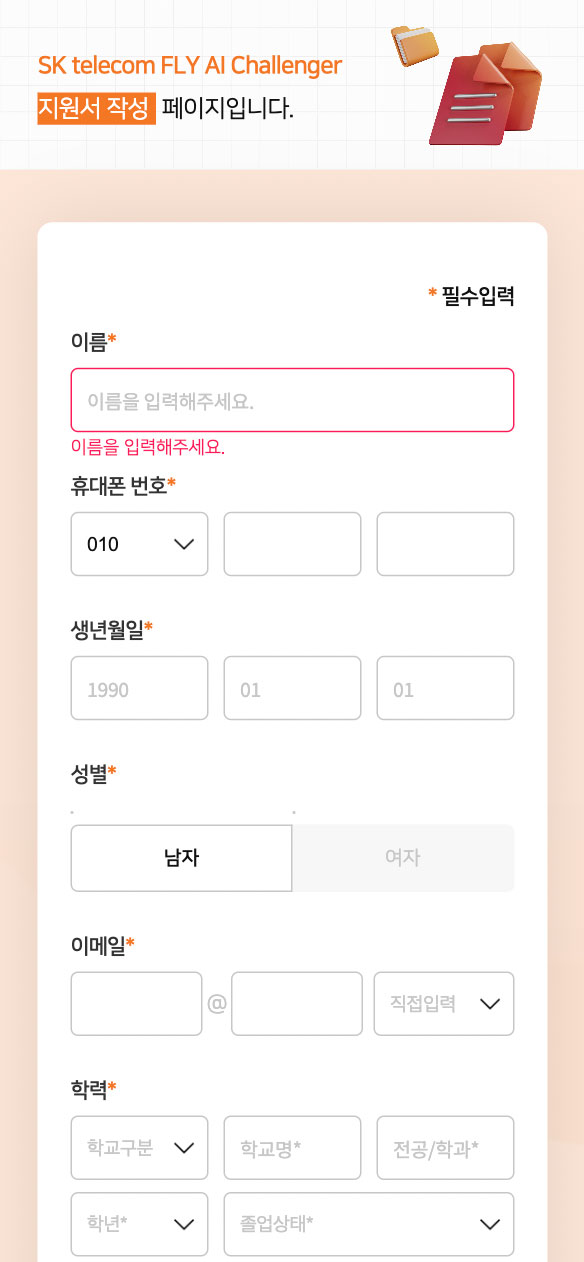 SK telecom FLY AI Challenger
지원서 작성 페이지입니다.
* 필수입력
이름*
이름을 입력해주세요.
이름을 입력해주세요.
휴대폰 번호*
010
생년월일*
1990 01 01
성별*
남자 여자
이메일*
@ 직접입력
학력*
학교구분 학교명* 전공/학과*
학년* 졸업상태*